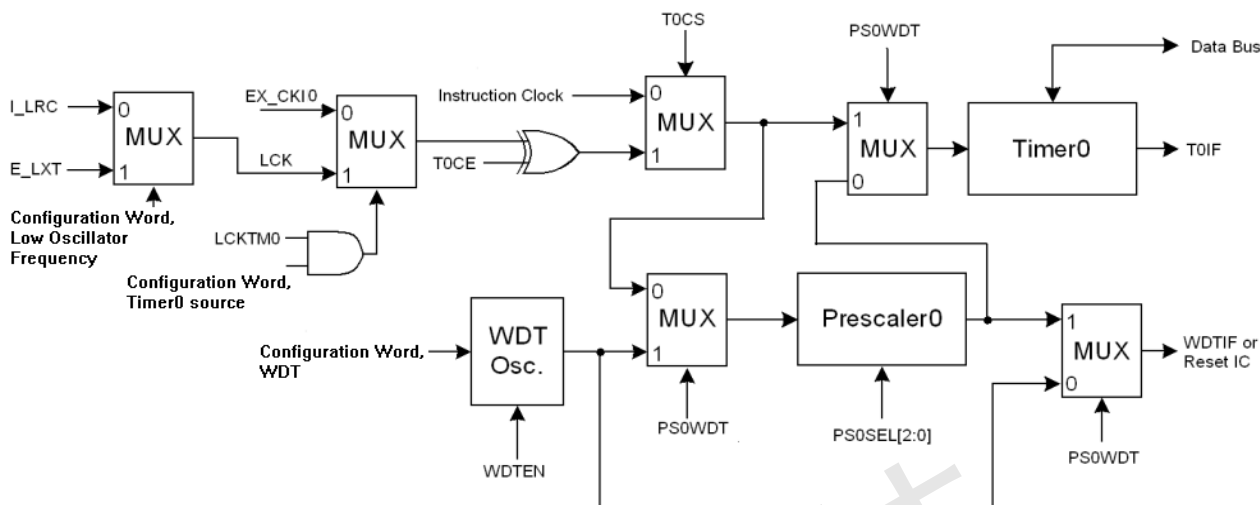 T0CS
PS0WDT
Data Bus
I_LRC
0
MUX
E_LXT
1
Configuration Word,
Low Oscillator
Frequency
EX_CKI0
0
MUX
LCK
1
LCKTM0
Configuration Word,
Timer0 source
T0CE
Instruction Clock
0
MUX
1
1
MUX
0
Timer0
T0IF
Configuration Word,
WDT
WDT
Osc.
WDTEN
0
MUX
1
PS0WDT
Prescaler0
PS0SEL[2:0]
1
MUX
0
WDTIF or
Reset IC
PS0WDT